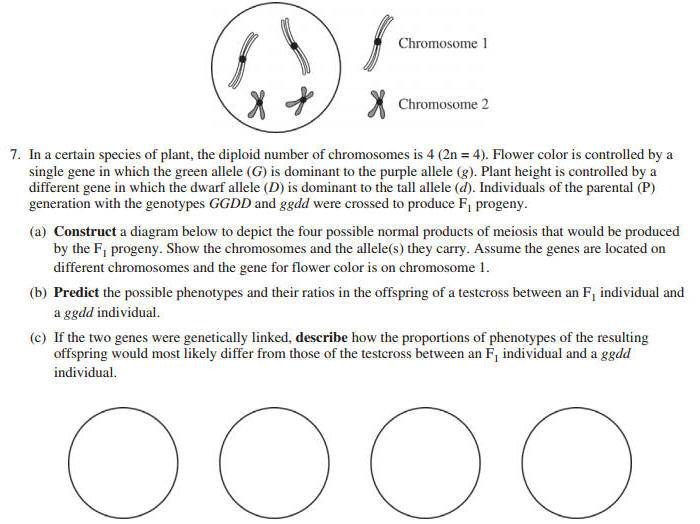 Chromosome 1
Chromosome 2
7. In a certain species of plant, the diploid number of chromosomes is 4 (2n = 4). Flower color is controlled by a
single gene in which the green allele (G) is dominant to the purple allele (g). Plant height is controlled by a
different gene in which the dwarf allele (D) is dominant to the tall allele (d). Individuals of the parental (P)
generation with the genotypes GGDD and ggdd were crossed to produce F₁ progeny.
(a) Construct a diagram below to depict the four possible normal products of meiosis that would be produced
by the F₁ progeny. Show the chromosomes and the allele(s) they carry. Assume the genes are located on
different chromosomes and the gene for flower color is on chromosome 1.
(b) Predict the possible phenotypes and their ratios in the offspring of a testcross between an F₁ individual and
a ggdd individual.
(c) If the two genes were genetically linked, describe how the proportions of phenotypes of the resulting
offspring would most likely differ from those of the testcross between an F₁ individual and a ggdd
individual.